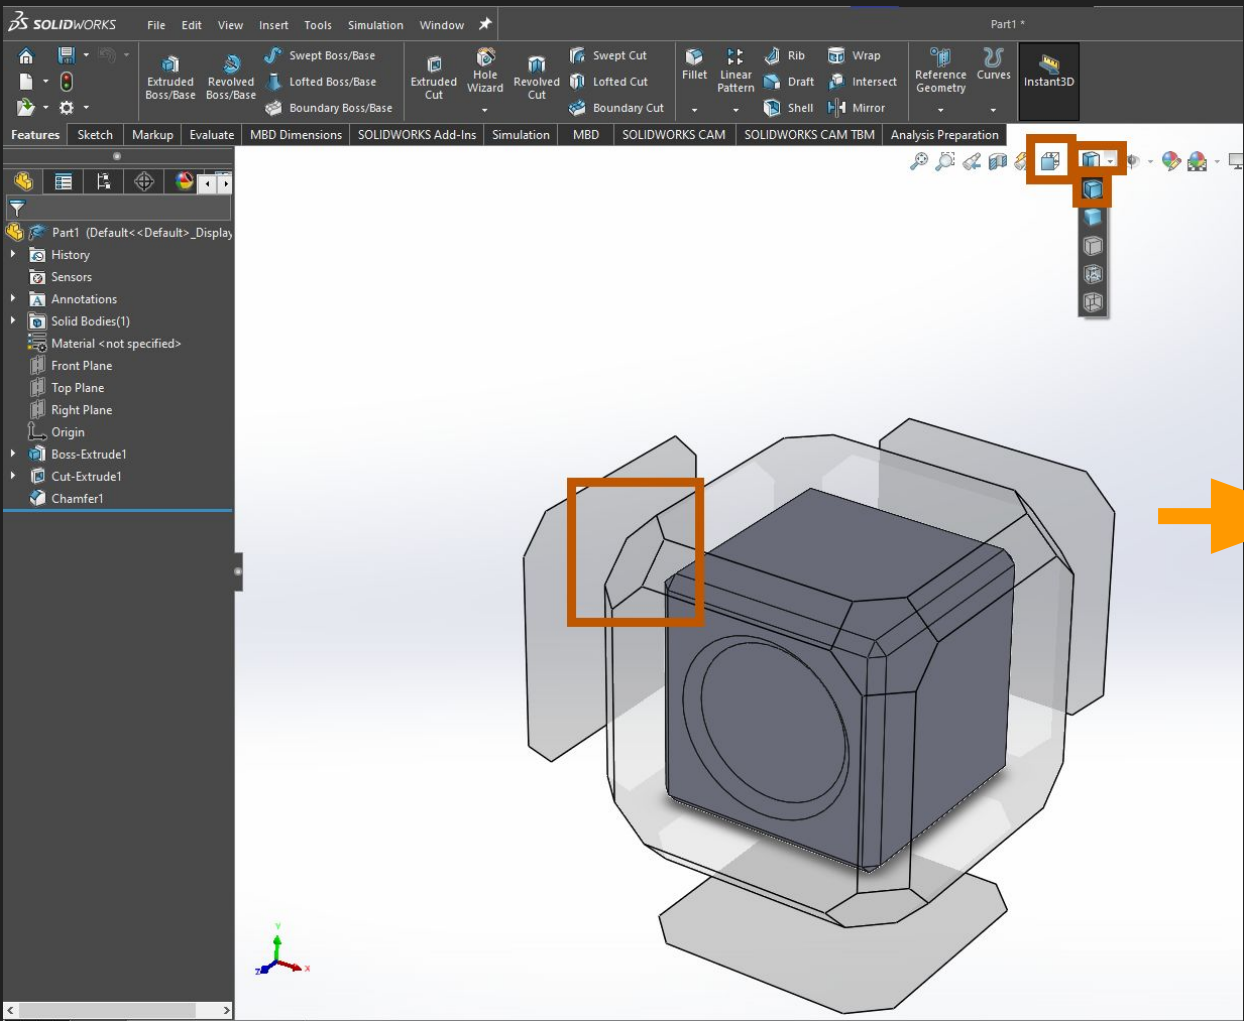 SOLIDWORKS File Edit View Insert Tools Simulation Window Part1 *
Extruded Boss/Base
Revolved Boss/Base
Swept Boss/Base
Lofted Boss/Base
Boundary Boss/Base
Extruded Cut
Hole Wizard
Revolved Cut
Swept Cut
Lofted Cut
Boundary Cut
Fillet
Linear Pattern
Rib
Draft
Shell
Wrap
Intersect
Mirror
Reference Geometry
Curves
Instant3D
Features Sketch Markup Evaluate MBD Dimensions SOLIDWORKS Add-Ins Simulation MBD SOLIDWORKS CAM SOLIDWORKS CAM TBM Analysis Preparation
Part1 (Default<<Default>_Display
History
Sensors
A Annotations
Solid Bodies(1)
Material <not specified>
Front Plane
Top Plane
Right Plane
Origin
Boss-Extrude1
Cut-Extrude1
Chamfer1
Y
Z X